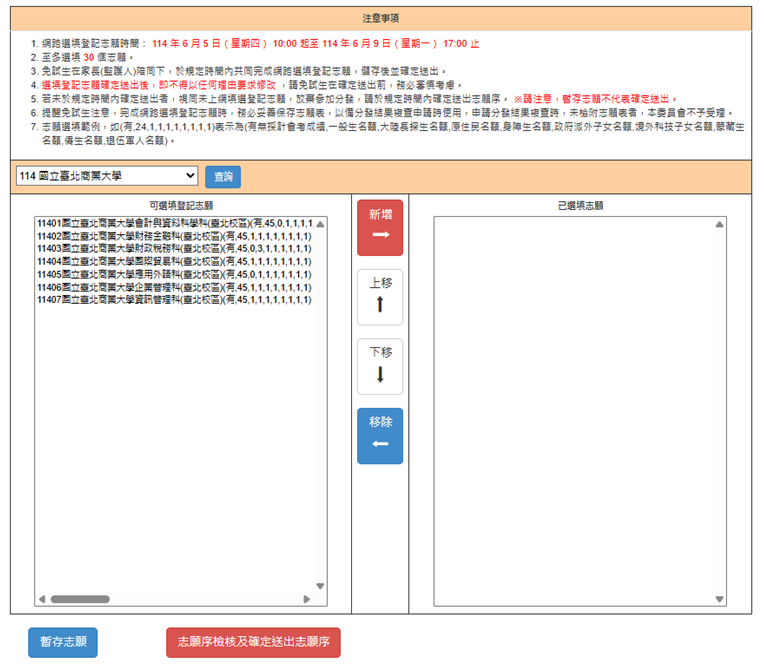 注意事項
1. 網路選填登記志願時間： 114 年 6 月 5 日 ( 星期四 ) 10:00 起至 114 年 6 月 9 日 ( 星期一 ) 17:00 止
2. 至多選填 30 個志願。
3. 免試生在家長(監護人)陪同下，於規定時間內共同完成網路選填登記志願，儲存後並確定送出。
4. 選填登記志願確定送出後，即不得以任何理由要求修改 ，請免試生在確定送出前，務必審慎考慮。
5. 若未於規定時間內確定送出者，視同未上網填選登記志願，放棄參加分發，請於規定時間內確定送出志願序。 ※請注意，暫存志願不代表確定送出。
6. 提醒免試生注意，完成網路選填登記志願時，務必妥善保存志願表，以備分發結果複查申請時使用，申請分發結果複查時，未檢附志願表者，本委員會不予受理。
7. 志願選填範例，如(有,24,1,1,1,1,1,1,1,1)表示為(有無採計會考成績,一般生名額,大陸長探生名額,原住民名額,身障生名額,政府派外子女名額,境外科技子女名額,蒙藏生
名額,僑生名額,退伍軍人名額)。
114 國立臺北商業大學
查詢
可選填登記志願
11401國立臺北商業大學會計與資料科學科(臺北校區)(有,45,0,1,1,1,1
11402國立臺北商業大學財務金融科(臺北校區)(有,45,1,1,1,1,1,1,1,1)
11403國立臺北商業大學財政稅務科(臺北校區)(有,45,0,3,1,1,1,1,1,1)
11404國立臺北商業大學國際貿易科(臺北校區)(有,45,1,1,1,1,1,1,1,1)
11405國立臺北商業大學應用外語科(臺北校區)(有,45,0,1,1,1,1,1,1,1)
11406國立臺北商業大學企業管理科(臺北校區)(有,45,1,1,1,1,1,1,1,1)
11407國立臺北商業大學資訊管理科(臺北校區)(有,45,1,1,1,1,1,1,1,1)
新增
上移
下移
移除
已選填志願
暫存志願
志願序檢核及確定送出志願序